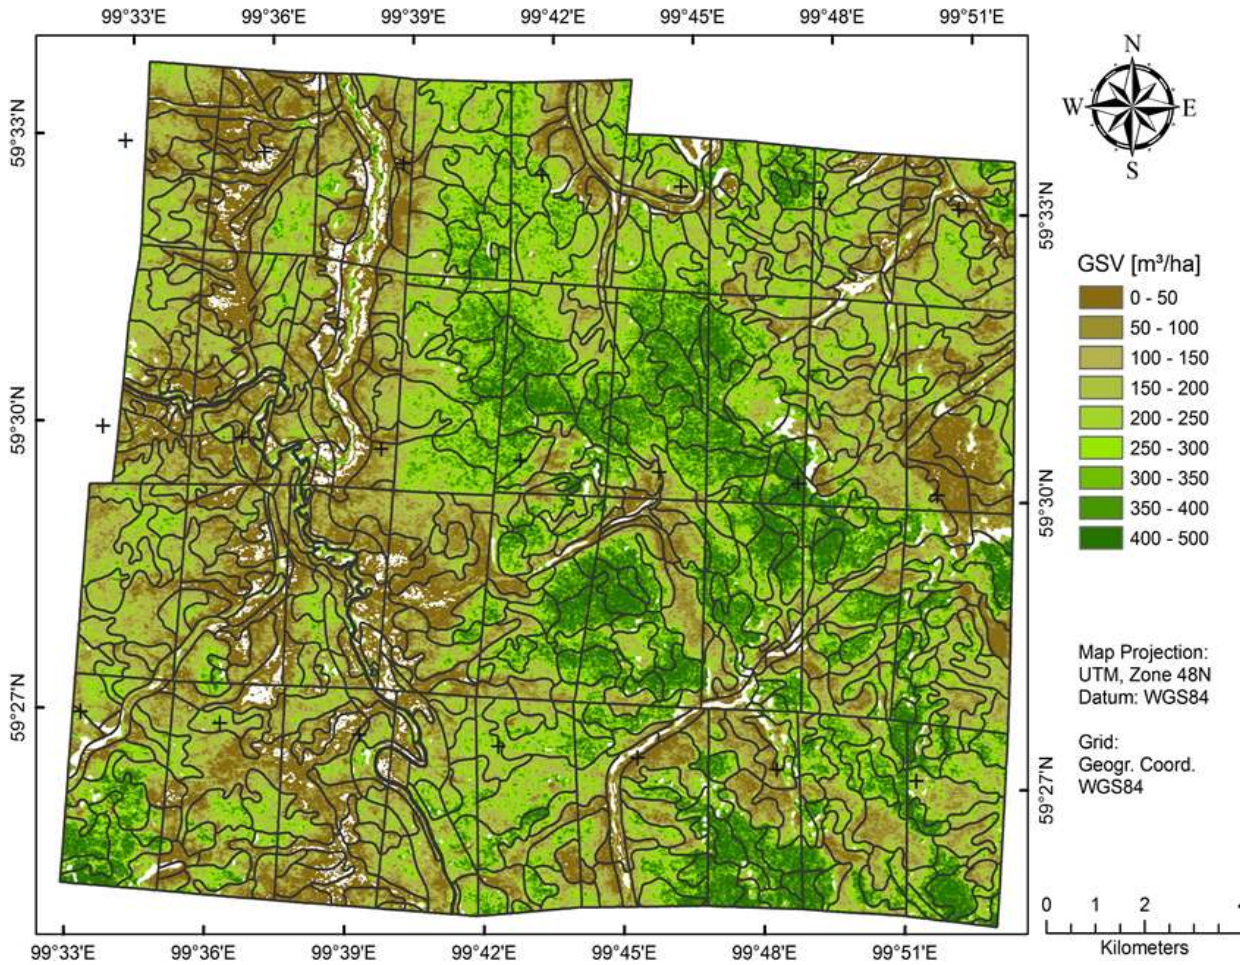 99°33'E 99°36'E 99°39'E 99°42'E 99°45'E 99°48'E 99°51'E
N
W E
S
59°33'N
59°33'N
GSV [m³/ha]
0 - 50
50 - 100
100 - 150
150 - 200
200 - 250
250 - 300
300 - 350
350 - 400
400 - 500
59°30'N
59°30'N
Map Projection:
UTM, Zone 48N
Datum: WGS84
59°27'N
Grid:
Geogr. Coord.
WGS84
59°27'N
0 1 2 4
Kilometers
99°33'E 99°36'E 99°39'E 99°42'E 99°45'E 99°48'E 99°51'E